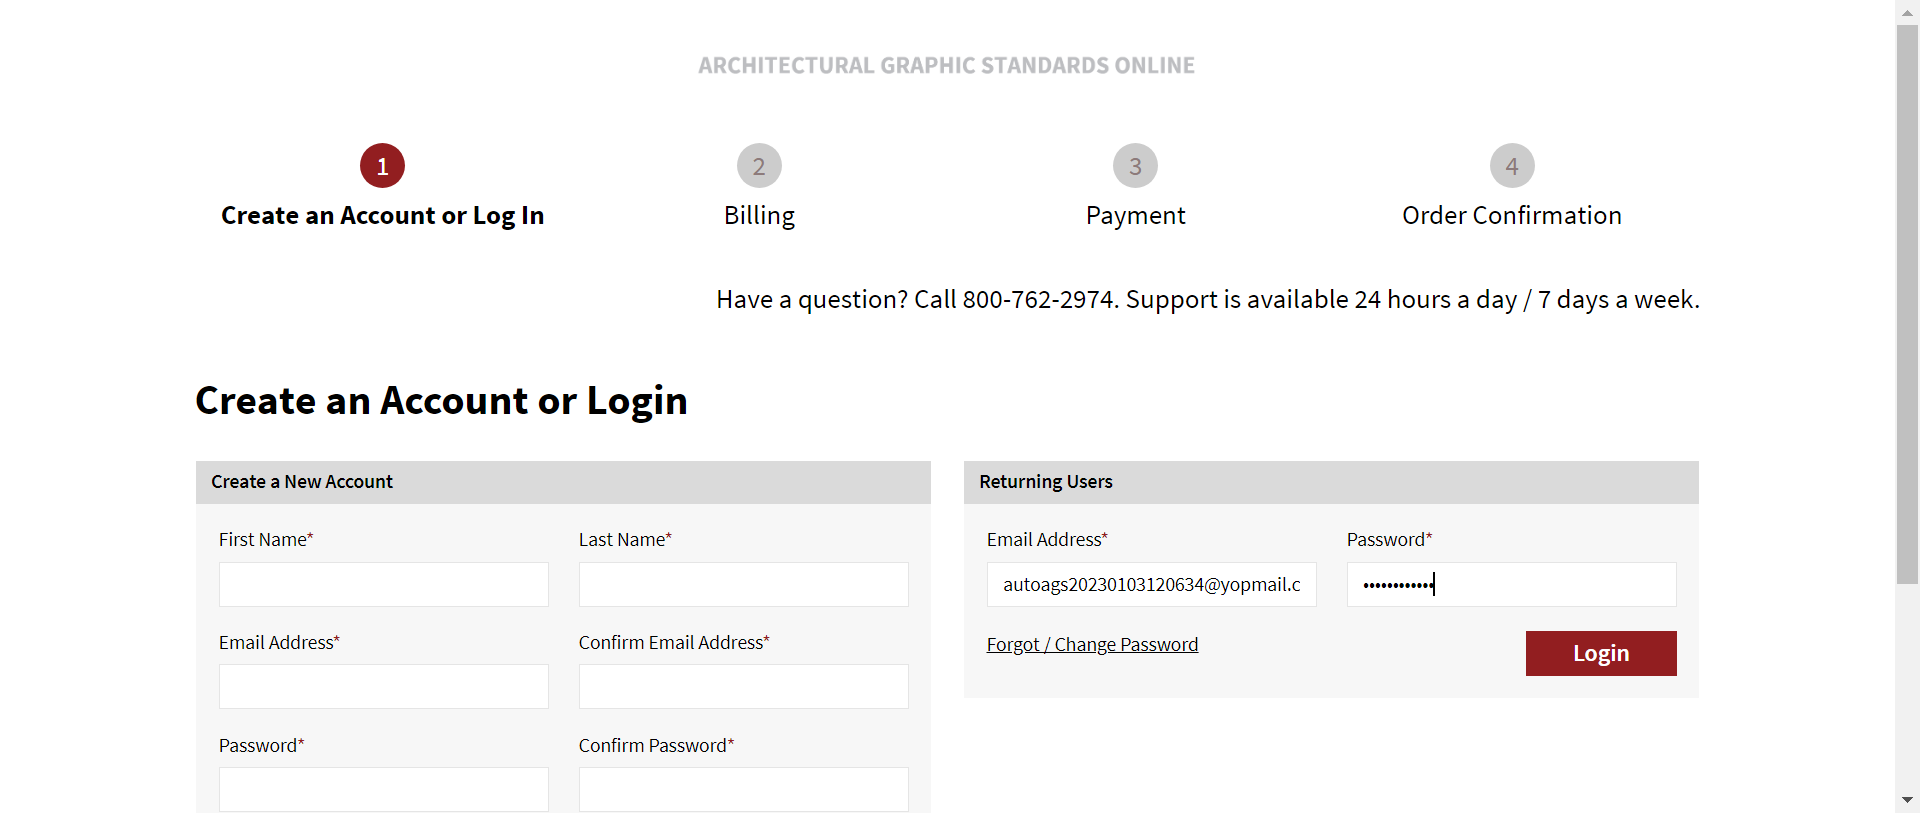 ARCHITECTURAL GRAPHIC STANDARDS ONLINE
1
2
3
4
Create an Account or Log In
Billing
Payment
Order Confirmation
Have a question? Call 800-762-2974. Support is available 24 hours a day / 7 days a week.
Create an Account or Login
Create a New Account
First Name*
Last Name*
Email Address*
Confirm Email Address*
Password*
Confirm Password*
Returning Users
Email Address*
Password*
autoags20230103120634@yopmail.c
••••••••••••
Forgot / Change Password
Login